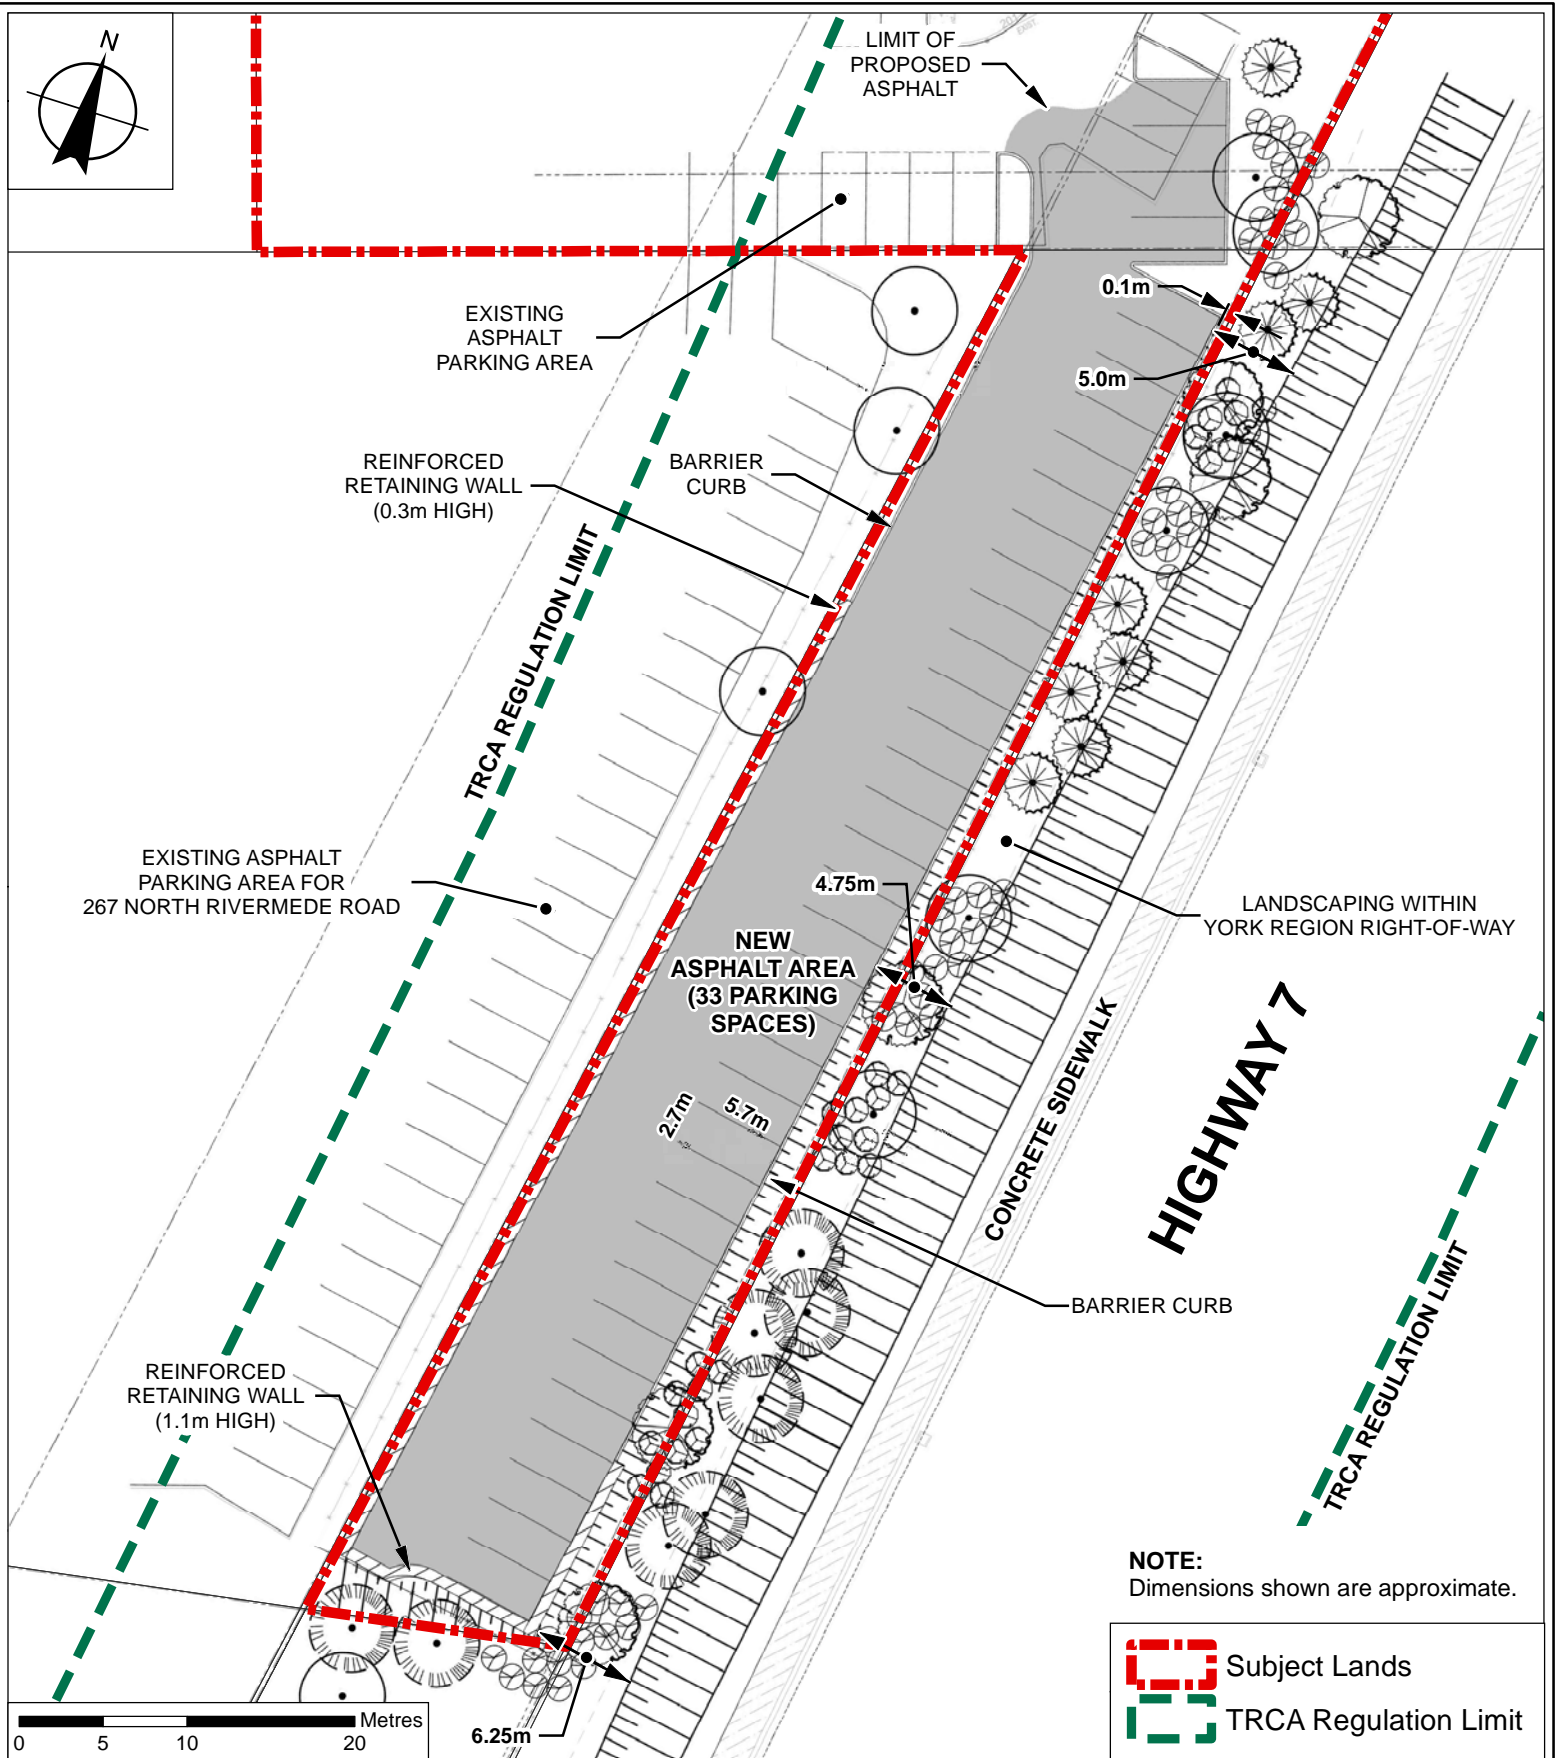 N
LIMIT OF
PROPOSED
ASPHALT
EXISTING
ASPHALT
PARKING AREA
0.1m
5.0m
REINFORCED
RETAINING WALL
(0.3m HIGH)
BARRIER
CURB
TRCA REGULATION LIMIT
EXISTING ASPHALT
PARKING AREA FOR
267 NORTH RIVERMEDE ROAD
4.75m
LANDSCAPING WITHIN
YORK REGION RIGHT-OF-WAY
NEW
ASPHALT AREA
(33 PARKING
SPACES)
2.7m
5.7m
CONCRETE SIDEWALK
HIGHWAY 7
BARRIER CURB
TRCA REGULATION LIMIT
REINFORCED
RETAINING WALL
(1.1m HIGH)
6.25m
NOTE:
Dimensions shown are approximate.
Subject Lands
TRCA Regulation Limit
Metres
0 5 10 20